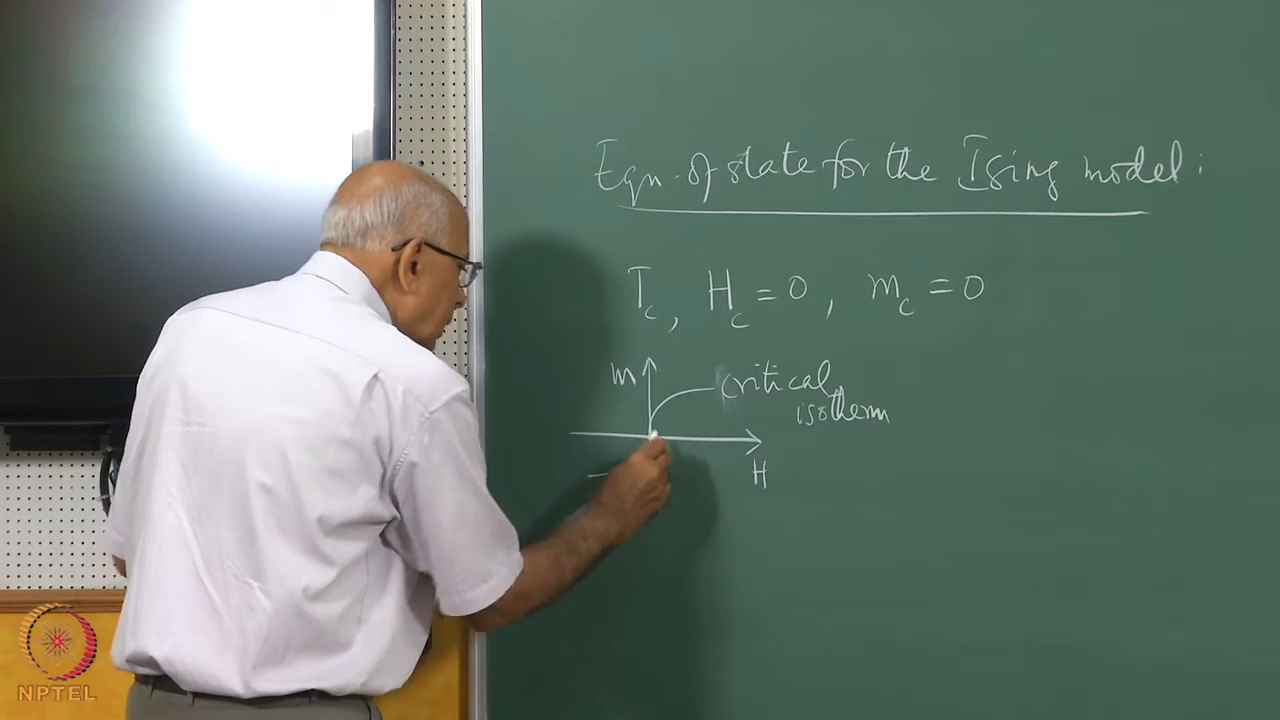 Eqn. of state for the Ising model:
T_c, H_c = 0, m_c = 0
m
critical
isotherm
H
NPTEL